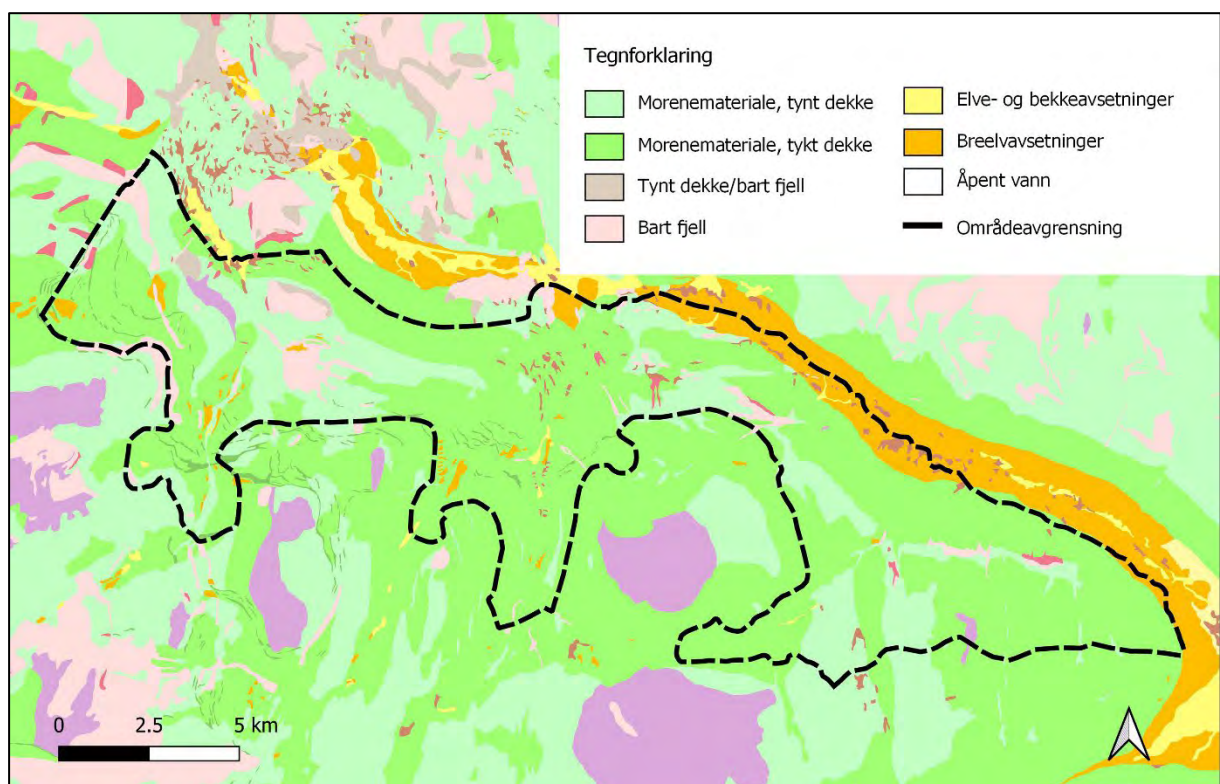 Tegnforklaring
Morenemateriale, tynt dekke
Morenemateriale, tykt dekke
Tynt dekke/bart fjell
Bart fjell
Elve- og bekkeavsetninger
Breelvavsetninger
Åpent vann
Områdeavgrensning
0 2.5 5 km